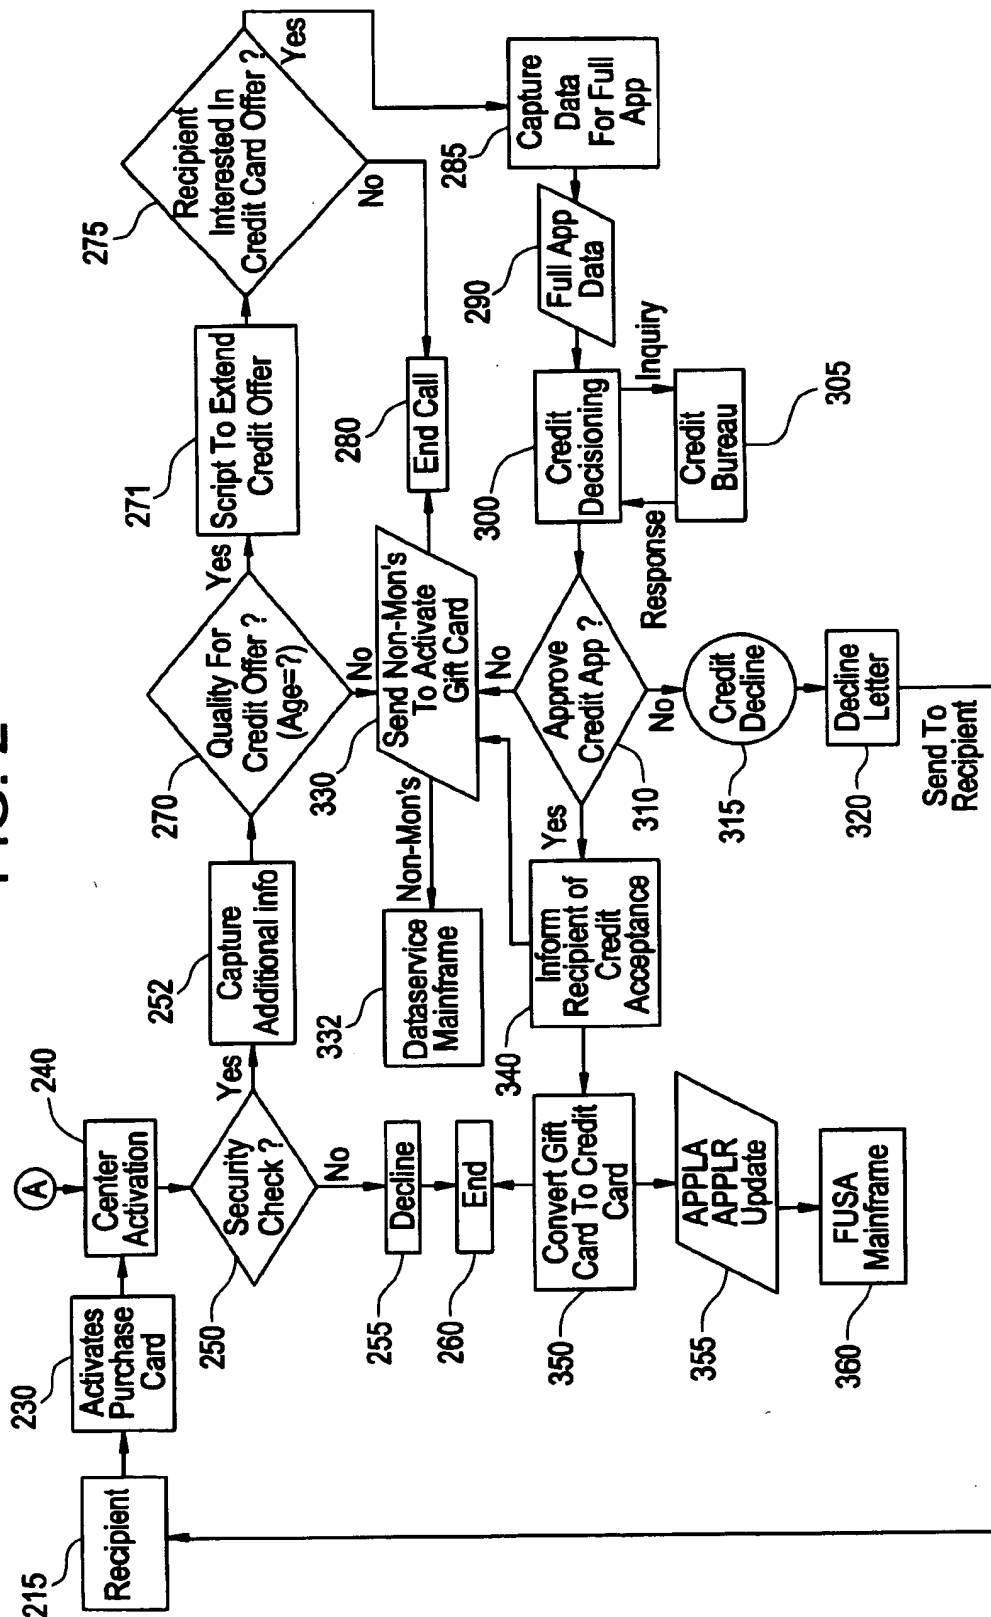 FIG. 2
A
215
Recipient
230
Activates
Purchase
Card
240
Center
Activation
250
Security
Check ?
Yes
No
252
Capture
Additional info
270
Quality For
Credit Offer ?
(Age=?)
Yes
No
271
Script To Extend
Credit Offer
275
Recipient
Interested In
Credit Card Offer ?
Yes
No
255
Decline
260
End
332
Dataservice
Mainframe
Non-Mon's
330
Send Non-Mon's
To Activate
Gift Card
280
End Call
285
Capture
Data
For Full
App
290
Full App
Data
300
Credit
Decisioning
Inquiry
Response
305
Credit
Bureau
310
Approve
Credit App ?
Yes
No
No
315
Credit
Decline
320
Decline
Letter
Send To
Recipient
340
Inform
Recipient of
Credit
Acceptance
350
Convert Gift
Card To Credit
Card
355
APPLA
APPLR
Update
360
FUSA
Mainframe